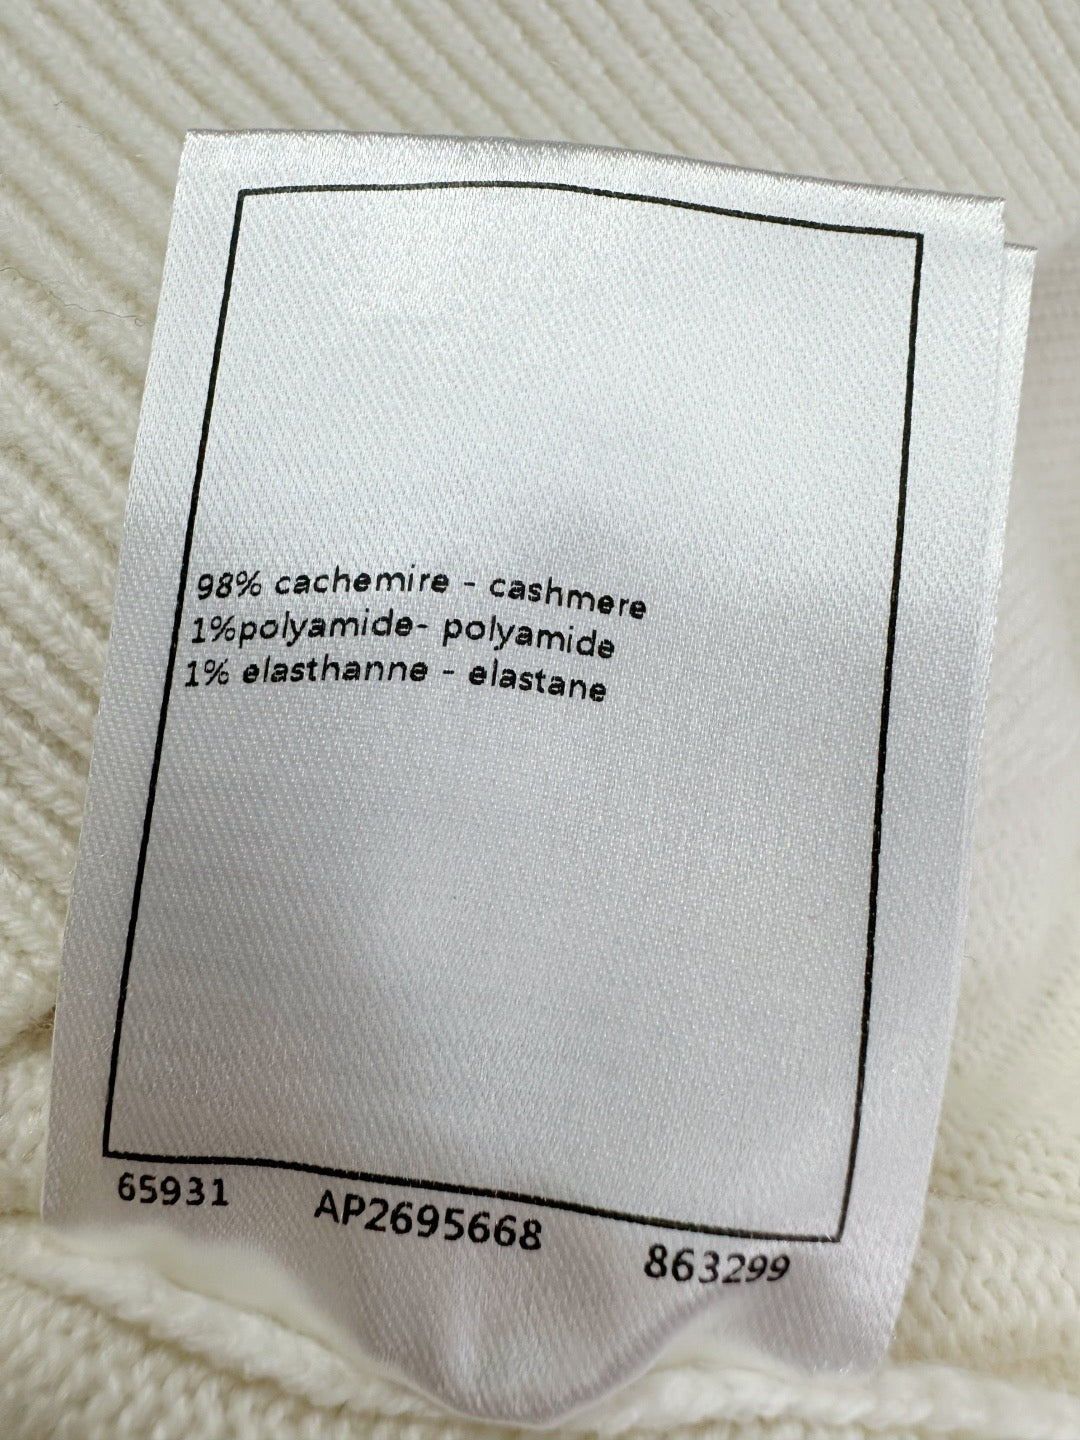 98% cachemire - cashmere
1%polyamide- polyamide
1% elasthanne - elastane
65931 AP2695668 863299